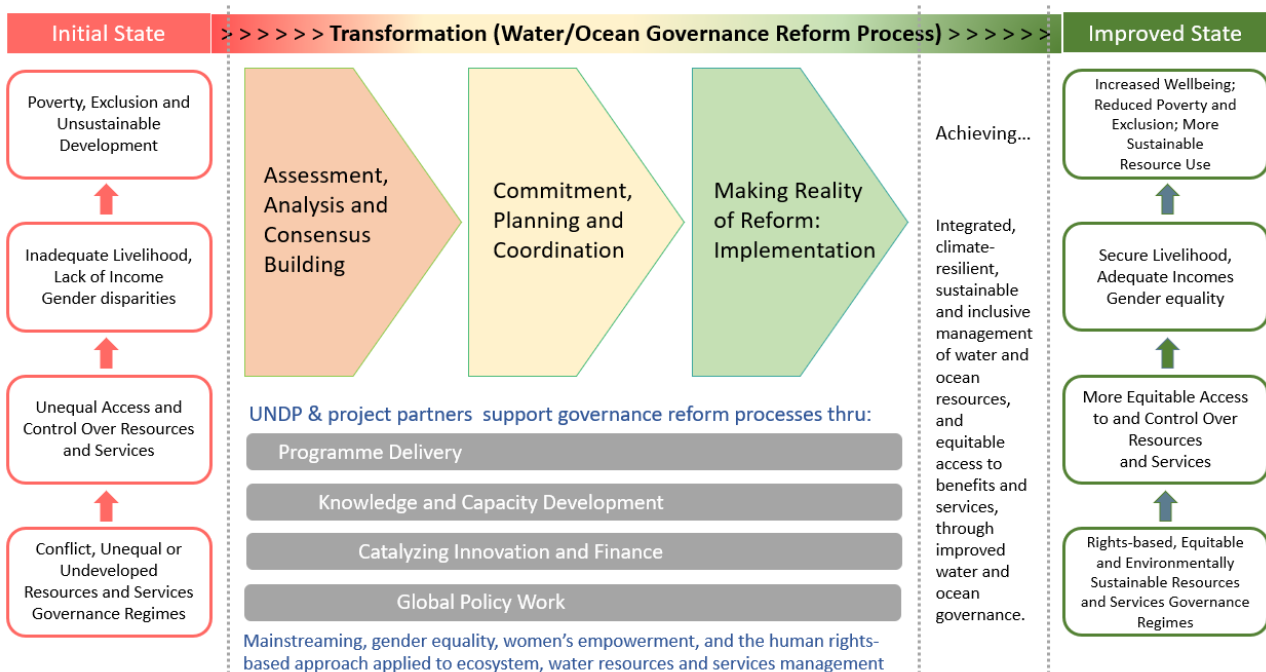 Initial State
> > > > > > Transformation (Water/Ocean Governance Reform Process) > > > > > >
Improved State
Poverty, Exclusion and
Unsustainable
Development
Inadequate Livelihood,
Lack of Income
Gender disparities
Unequal Access and
Control Over Resources
and Services
Conflict, Unequal or
Undeveloped
Resources and Services
Governance Regimes
Assessment,
Analysis and
Consensus
Building
Commitment,
Planning and
Coordination
Making Reality
of Reform:
Implementation
UNDP & project partners  support governance reform processes thru:
Programme Delivery
Knowledge and Capacity Development
Catalyzing Innovation and Finance
Global Policy Work
Mainstreaming, gender equality, women’s empowerment, and the human rights-
based approach applied to ecosystem, water resources and services management
Achieving…
Integrated,
climate-
resilient,
sustainable
and inclusive
management
of water and
ocean
resources,
and
equitable
access to
benefits and
services,
through
improved
water and
ocean
governance.
Increased Wellbeing;
Reduced Poverty and
Exclusion; More
Sustainable
Resource Use
Secure Livelihood,
Adequate Incomes
Gender equality
More Equitable Access
to and Control Over
Resources
and Services
Rights-based, Equitable
and Environmentally
Sustainable Resources
and Services Governance
Regimes